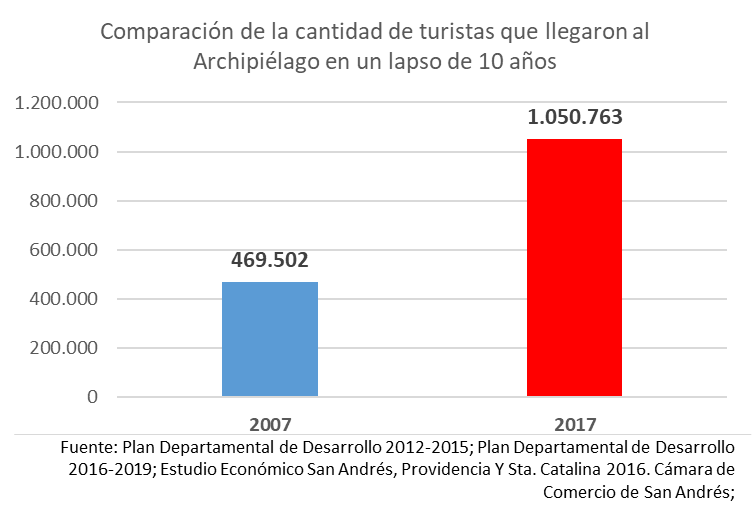 Comparación de la cantidad de turistas que llegaron al
Archipiélago en un lapso de 10 años
1.200.000
1.000.000
800.000
600.000
400.000
200.000
0
469.502
1.050.763
2007
2017
Fuente: Plan Departamental de Desarrollo 2012-2015; Plan Departamental de Desarrollo
2016-2019; Estudio Económico San Andrés, Providencia Y Sta. Catalina 2016. Cámara de
Comercio de San Andrés;